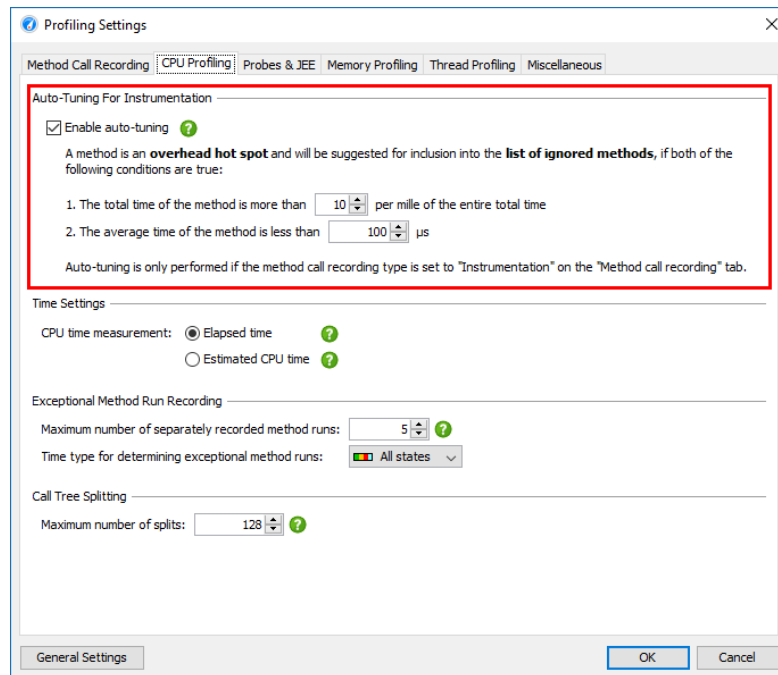 Profiling Settings
Method Call Recording CPU Profiling Probes & JEE Memory Profiling Thread Profiling Miscellaneous
Auto-Tuning For Instrumentation
Enable auto-tuning ?
A method is an overhead hot spot and will be suggested for inclusion into the list of ignored methods, if both of the
following conditions are true:
1. The total time of the method is more than 10 per mille of the entire total time
2. The average time of the method is less than 100 µs
Auto-tuning is only performed if the method call recording type is set to "Instrumentation" on the "Method call recording" tab.
Time Settings
CPU time measurement: Elapsed time ?
Estimated CPU time ?
Exceptional Method Run Recording
Maximum number of separately recorded method runs: 5 ?
Time type for determining exceptional method runs: All states
Call Tree Splitting
Maximum number of splits: 128 ?
General Settings OK Cancel